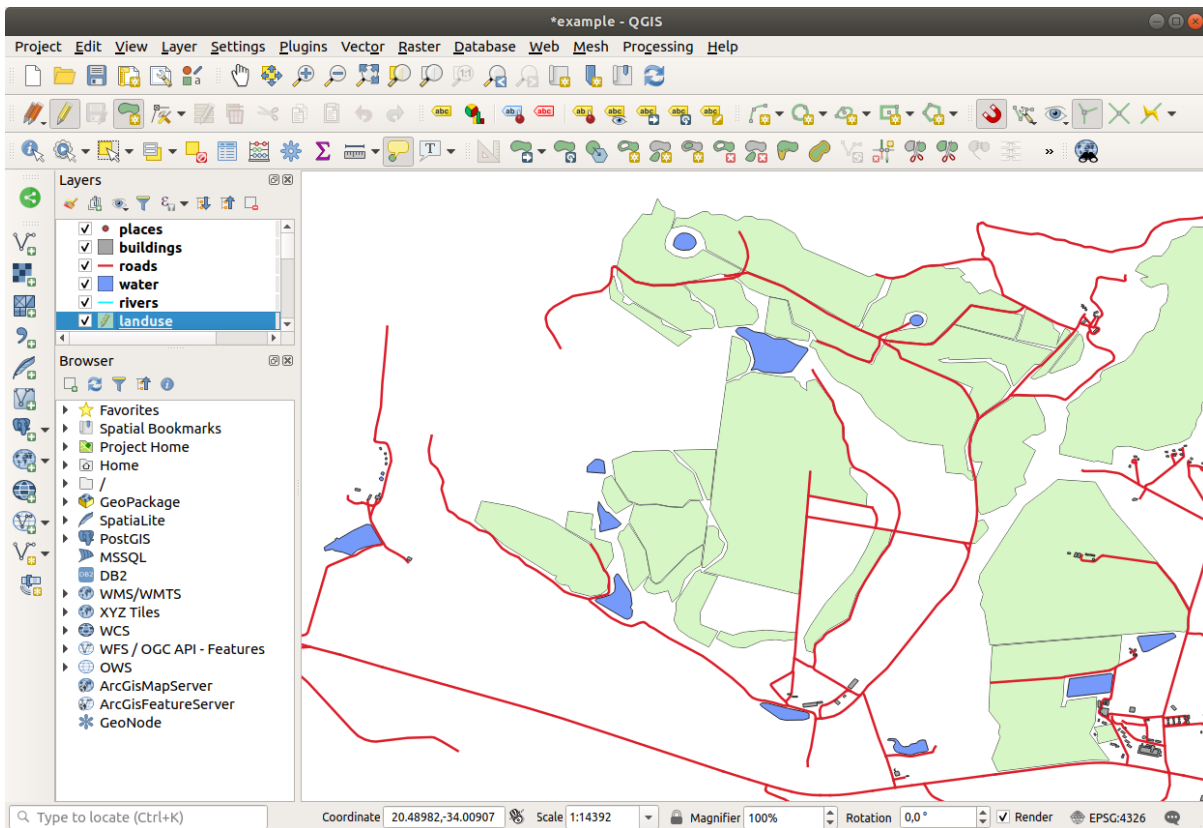 *example - QGIS
Project Edit View Layer Settings Plugins Vector Raster Database Web Mesh Processing Help
Layers
places
buildings
roads
water
rivers
landuse
Browser
Favorites
Spatial Bookmarks
Project Home
Home
/
GeoPackage
SpatiaLite
PostGIS
MSSQL
DB2 DB2
WMS/WMTS
XYZ Tiles
WCS
WFS / OGC API - Features
OWS
ArcGisMapServer
ArcGisFeatureServer
GeoNode
Type to locate (Ctrl+K) Coordinate 20.48982,-34.00907 Scale 1:14392 Magnifier 100% Rotation 0,0 ° Render EPSG:4326